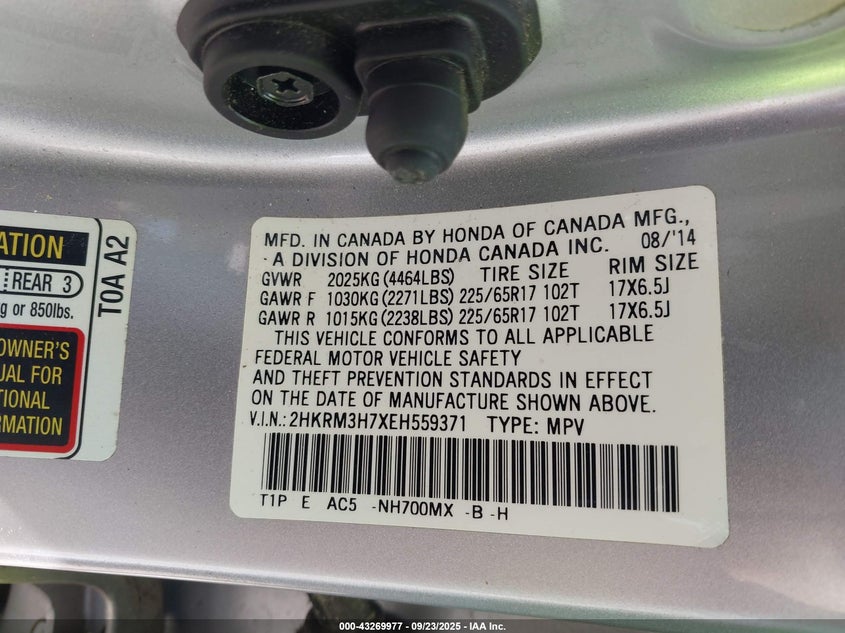 ATION
REAR 3
g or 850lbs.
OWNER'S
UAL FOR
TIONAL
RMATION
T0A A2
MFD. IN CANADA BY HONDA OF CANADA MFG.,
A DIVISION OF HONDA CANADA INC. 08/'14
GVWR 2025KG (4464LBS) TIRE SIZE RIM SIZE
GAWR F 1030KG (2271LBS) 225/65R17 102T 17X6.5J
GAWR R 1015KG (2238LBS) 225/65R17 102T 17X6.5J
THIS VEHICLE CONFORMS TO ALL APPLICABLE
FEDERAL MOTOR VEHICLE SAFETY
AND THEFT PREVENTION STANDARDS IN EFFECT
ON THE DATE OF MANUFACTURE SHOWN ABOVE.
V.I.N.: 2HKRM3H7XEH559371 TYPE: MPV
T1P E AC5 -NH700MX -B -H
000-43269977 - 09/23/2025 - IAA Inc.